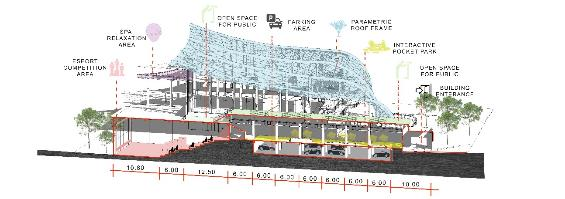 OPEN SPACE
FOR PUBLIC
SPA
RELAXATION
AREA
PARKING
AREA
PARAMETRIC
ROOF FRAME
INTERACTIVE
POCKET PARK
ESPORT
COMPETITION
AREA
OPEN SPACE
FOR PUBLIC
BUILDING
ENTERANCE
10.80 6.00 12.50 6.00 6.00 6.00 6.00 6.00 6.00 6.00 10.00